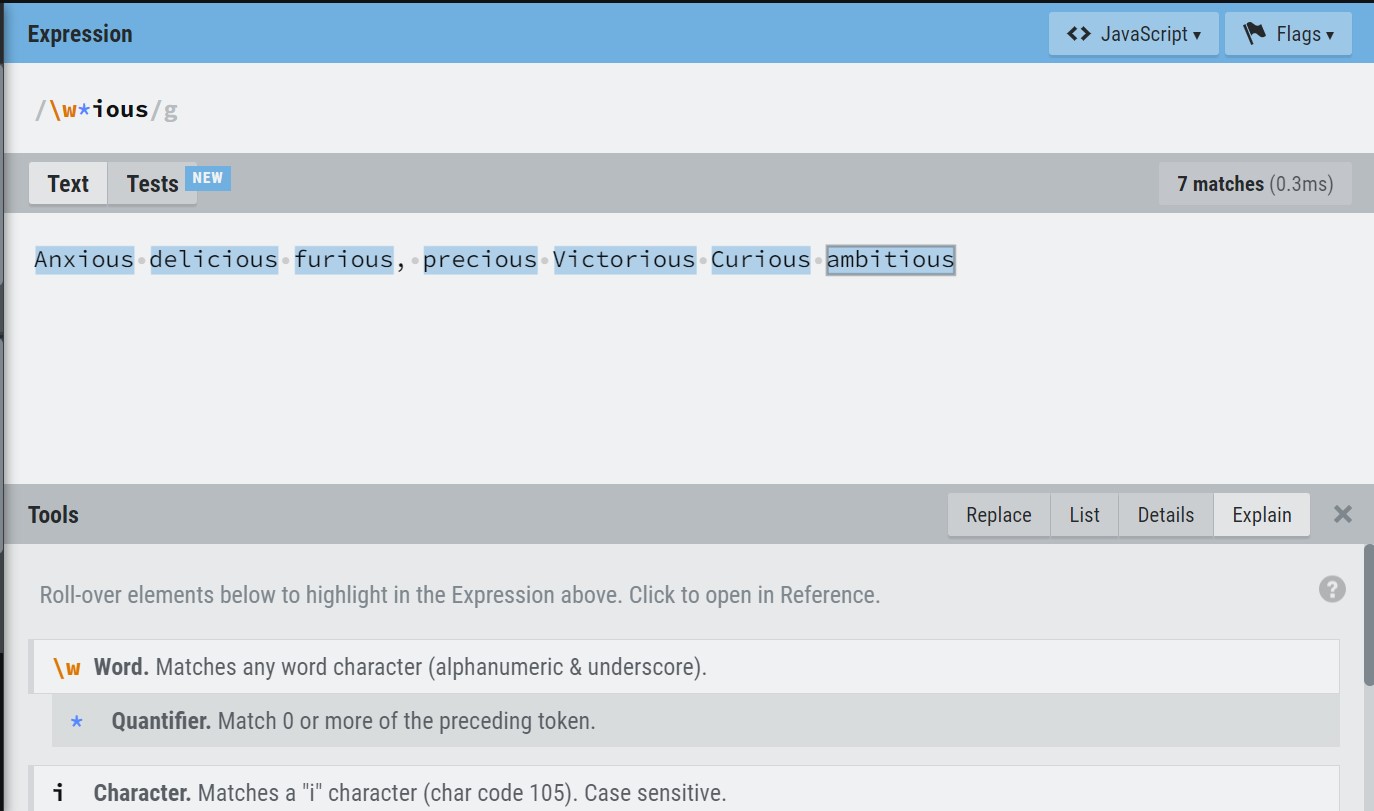 Expression JavaScript ▾ Flags ▾
/\w*ious/g
Text Tests NEW 7 matches (0.3ms)
Anxious delicious furious, precious Victorious Curious ambitious
Tools Replace List Details Explain
Roll-over elements below to highlight in the Expression above. Click to open in Reference. ?
\w Word. Matches any word character (alphanumeric & underscore).
* Quantifier. Match 0 or more of the preceding token.
i Character. Matches a "i" character (char code 105). Case sensitive.